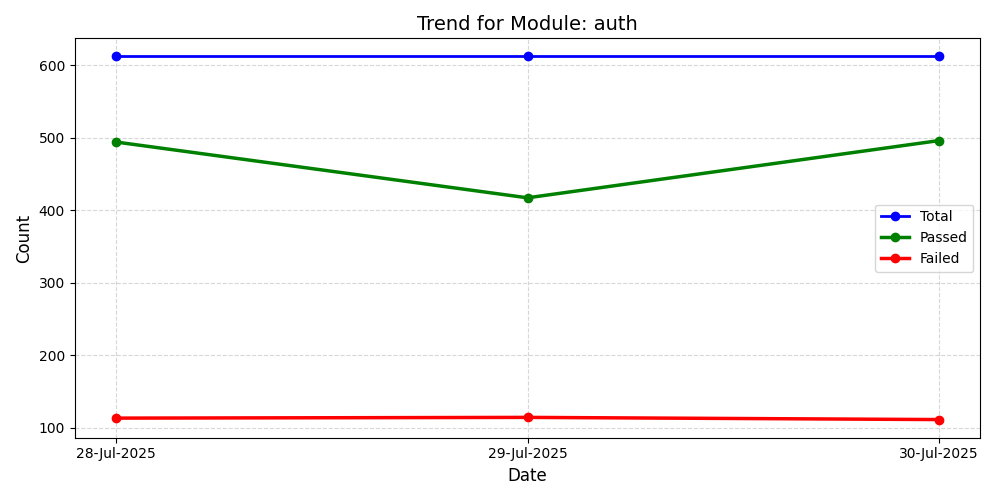 Trend for Module: auth
Count
600
500
400
300
200
100
Total
Passed
Failed
28-Jul-2025 29-Jul-2025 30-Jul-2025
Date